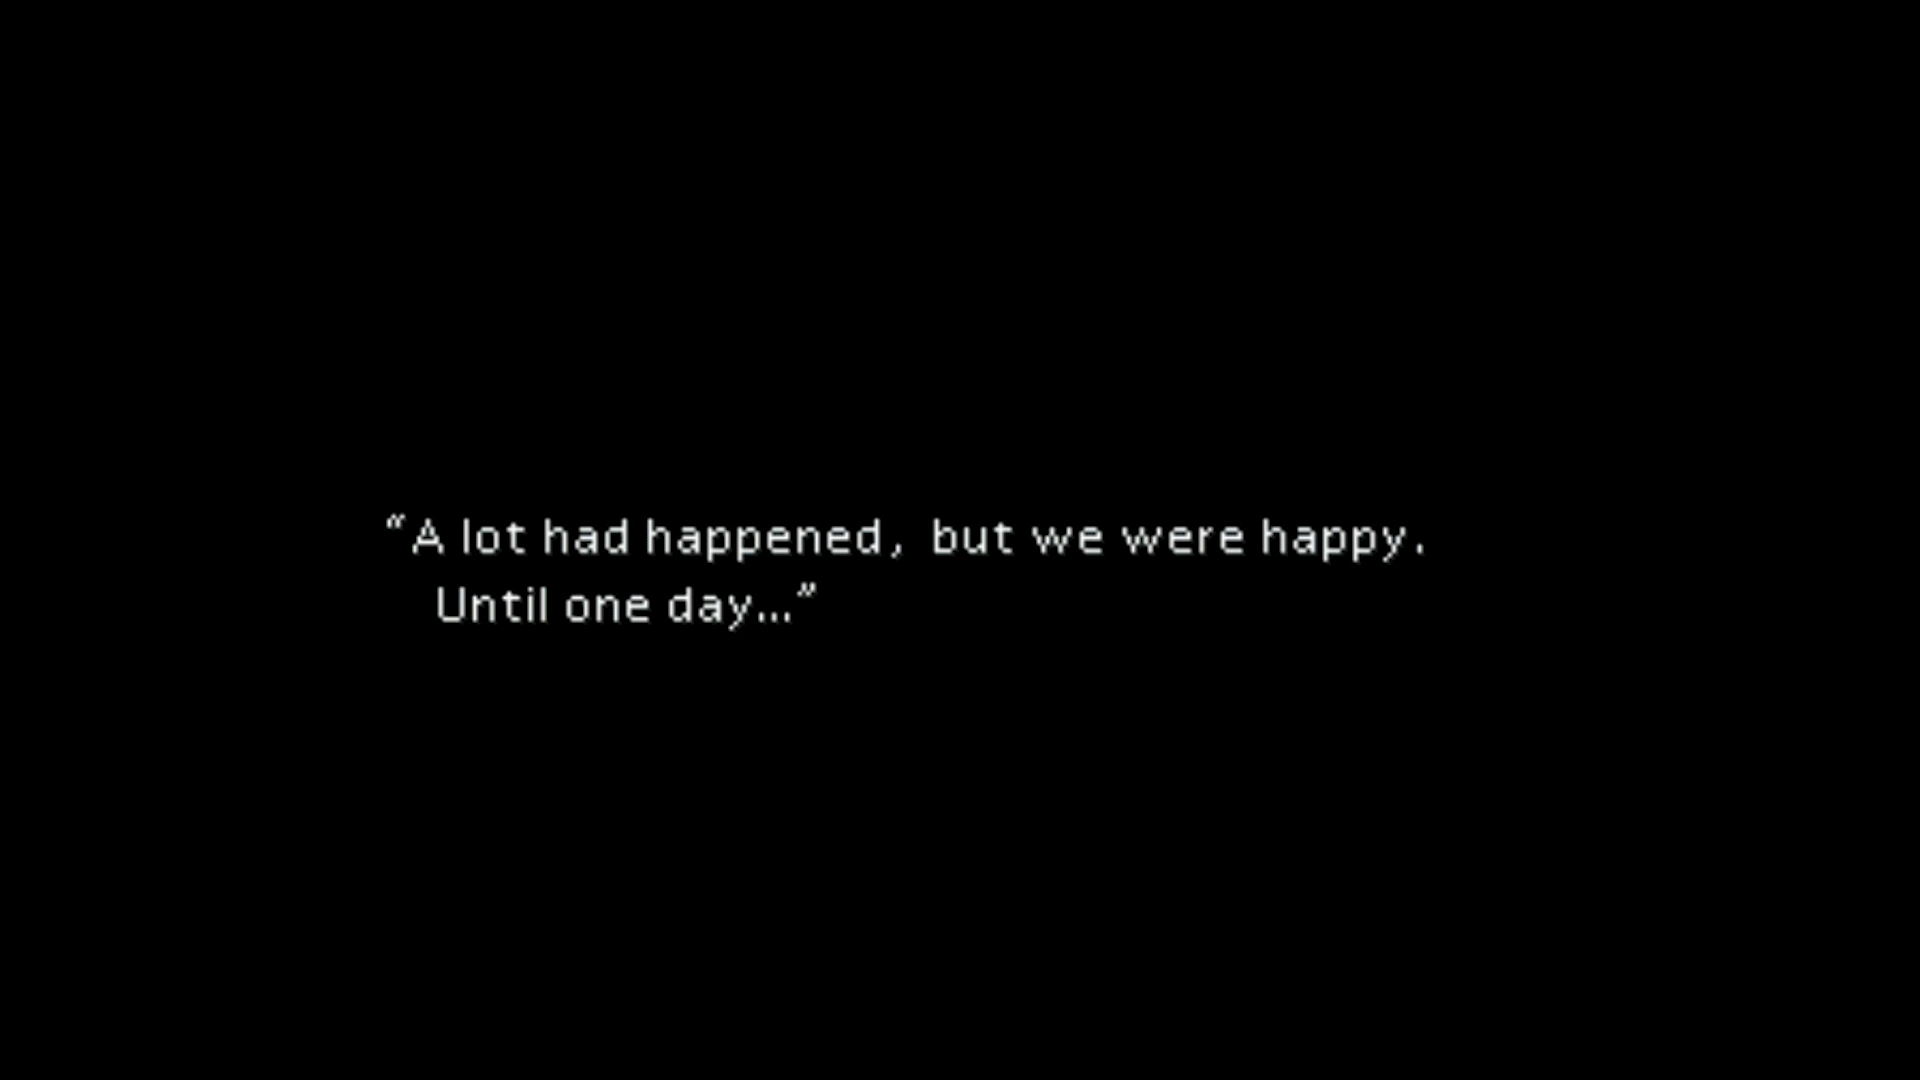 “A lot had happened, but we were happy.
Until one day...”